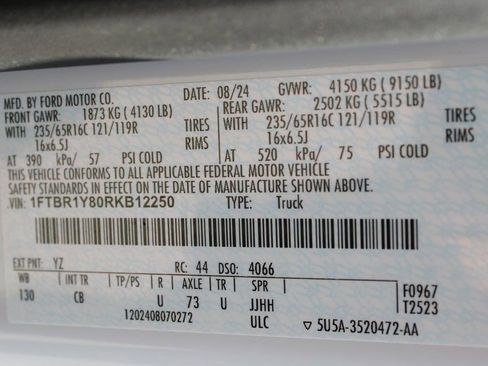 MFD. BY FORD MOTOR CO. DATE: 08/24 GVWR: 4150 KG ( 9150 LB)
FRONT GAWR: 1873 KG ( 4130 LB) REAR GAWR: 2502 KG ( 5515 LB)
WITH 235/65R16C 121/119R TIRES WITH 235/65R16C 121/119R TIRES
16x6.5J RIMS 16x6.5J RIMS
AT 390 kPa/ 57 PSI COLD AT 520 kPa/ 75 PSI COLD
THIS VEHICLE CONFORMS TO ALL APPLICABLE FEDERAL MOTOR VEHICLE
SAFETY AND THEFT PREVENTION STANDARDS IN EFFECT ON THE DATE OF MANUFACTURE SHOWN ABOVE.
VIN: 1FTBR1Y80RKB12250 TYPE: Truck
EXT PNT: YZ RC: 44 DSO: 4066
WB INT TR TP/PS R AXLE TR SPR F0967
130 CB U 73 U JJHH T2523
1202408070272 ULC 5U5A-3520472-AA